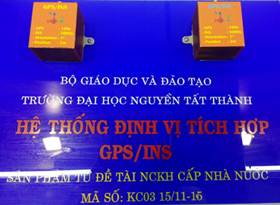 BỘ GIÁO DỤC VÀ ĐÀO TẠO
TRƯỜNG ĐẠI HỌC NGUYỄN TẤT THÀNH
HỆ THỐNG ĐỊNH VỊ TÍCH HỢP
GPS/INS
SẢN PHẨM TỪ ĐỀ TÀI NCKH CẤP NHÀ NƯỚC
MÃ SỐ: KC03 15/11-15